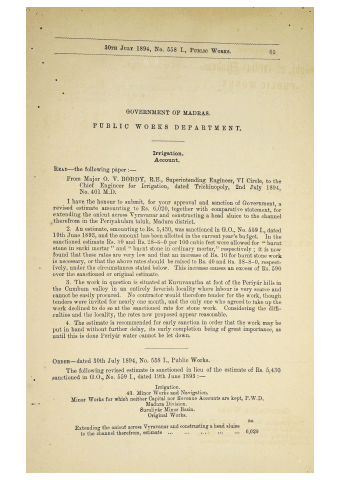 30TH JULY 1894, No. 558 I., PUBLIC WORKS. 85
GOVERNMENT OF MADRAS.
PUBLIC WORKS DEPARTMENT.
Irrigation.
Account.
READ—the following paper :—
From Major G. V. BODDY, R.E., Superintending Engineer, VI Circle, to the
Chief Engineer for Irrigation, dated Trichinopoly, 2nd July 1894,
No. 401 M.D.
I have the honour to submit, for your approval and sanction of Government, a
revised estimate amounting to Rs. 6,020, together with comparative statement, for
extending the anicut across Vyravanar and constructing a head sluice to the channel
therefrom in the Periyakulam taluk, Madura district.
2. An estimate, amounting to Rs. 5,430, was sanctioned in G.O., No. 559 I., dated
19th June 1893, and the amount has been allotted in the current year's budget. In the
sanctioned estimate Rs. 30 and Rs. 28-8-0 per 100 cubic feet were allowed for "burnt
stone in surki mortar" and "burnt stone in ordinary mortar," respectively; it is now
found that these rates are very low and that an increase of Rs. 10 for burnt stone work
is necessary, or that the above rates should be raised to Rs. 40 and Rs. 38-8-0, respect-
ively, under the circumstances stated below. This increase causes an excess of Rs. 590
over the sanctioned or original estimate.
3. The work in question is situated at Kuruvanuttu at foot of the Periyár hills in
the Cumbum valley in an entirely feverish locality where labour is very scarce and
cannot be easily procured. No contractor would therefore tender for the work, though
tenders were invited for nearly one month, and the only one who agreed to take up the
work declined to do so at the sanctioned rate for stone work. Considering the diffi-
culties and the locality, the rates now proposed appear reasonable.
4. The estimate is recommended for early sanction in order that the work may be
put in hand without further delay, its early completion being of great importance, as
until this is done Periyár water cannot be let down.
ORDER—dated 30th July 1894, No. 558 I., Public Works.
The following revised estimate is sanctioned in lieu of the estimate of Rs. 5,430
sanctioned in G.O., No. 559 I., dated 19th June 1893 :—
Irrigation.
43. Minor Works and Navigation.
Minor Works for which neither Capital nor Revenue Accounts are kept, P.W.D.
Madura Division.
Suruliyár Minor Basin.
Original Works.
RS.
Extending the anicut across Vyravanar and constructing a head sluice
to the channel therefrom, estimate ... ... ... ... ... 6,020